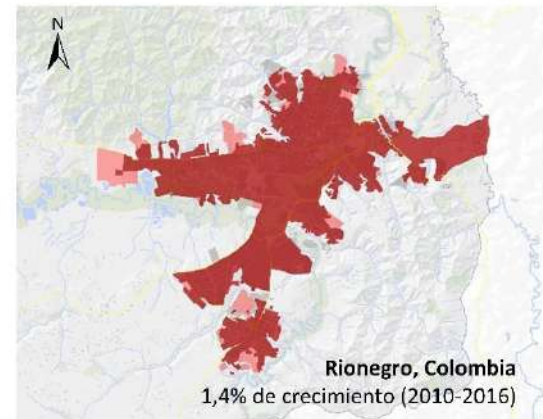 N
Rionegro, Colombia
1,4% de crecimiento (2010-2016)